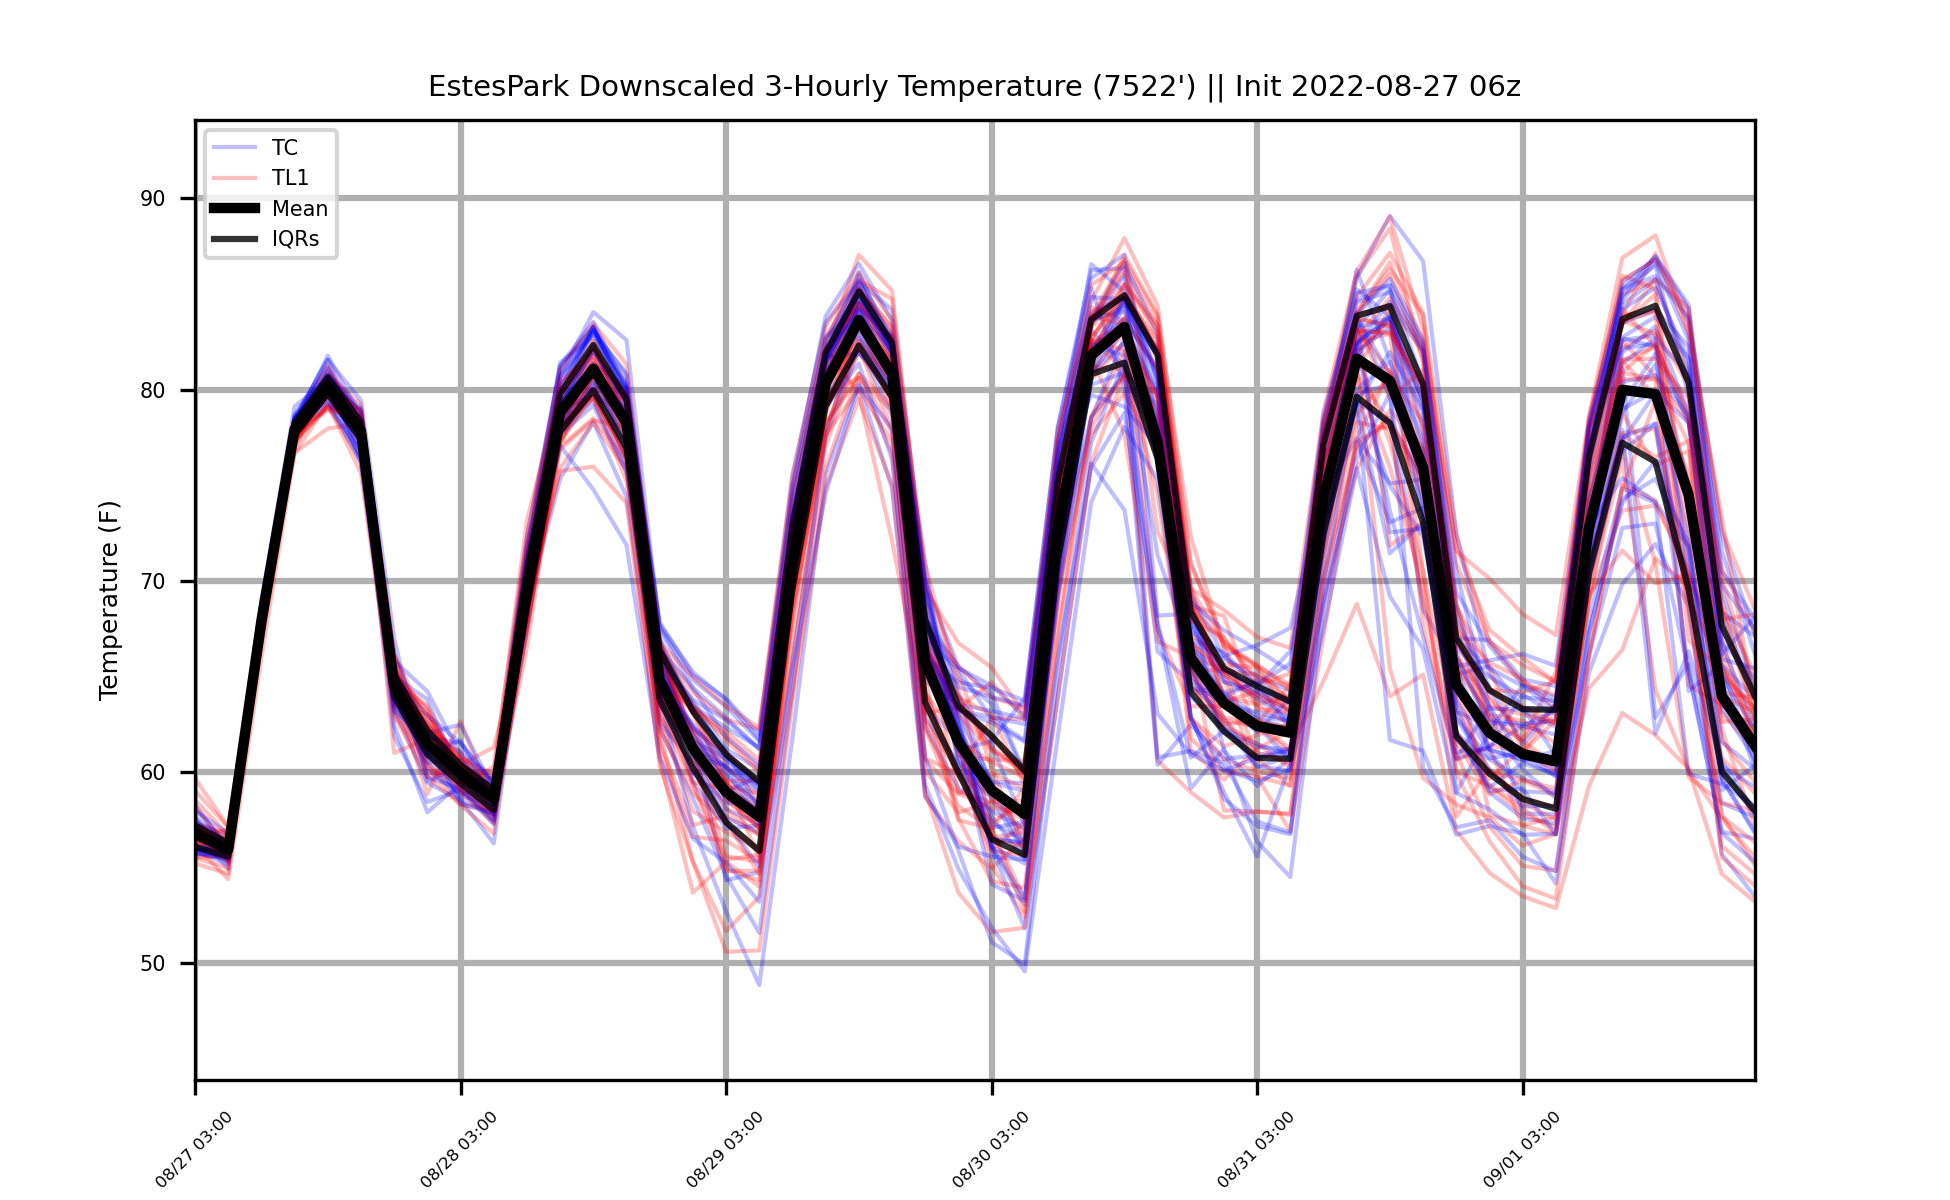 EstesPark Downscaled 3-Hourly Temperature (7522') || Init 2022-08-27 06z
TC
TL1
Mean
IQRs
Temperature (F)
90
80
70
60
50
08/27 03:00
08/28 03:00
08/29 03:00
08/30 03:00
08/31 03:00
09/01 03:00